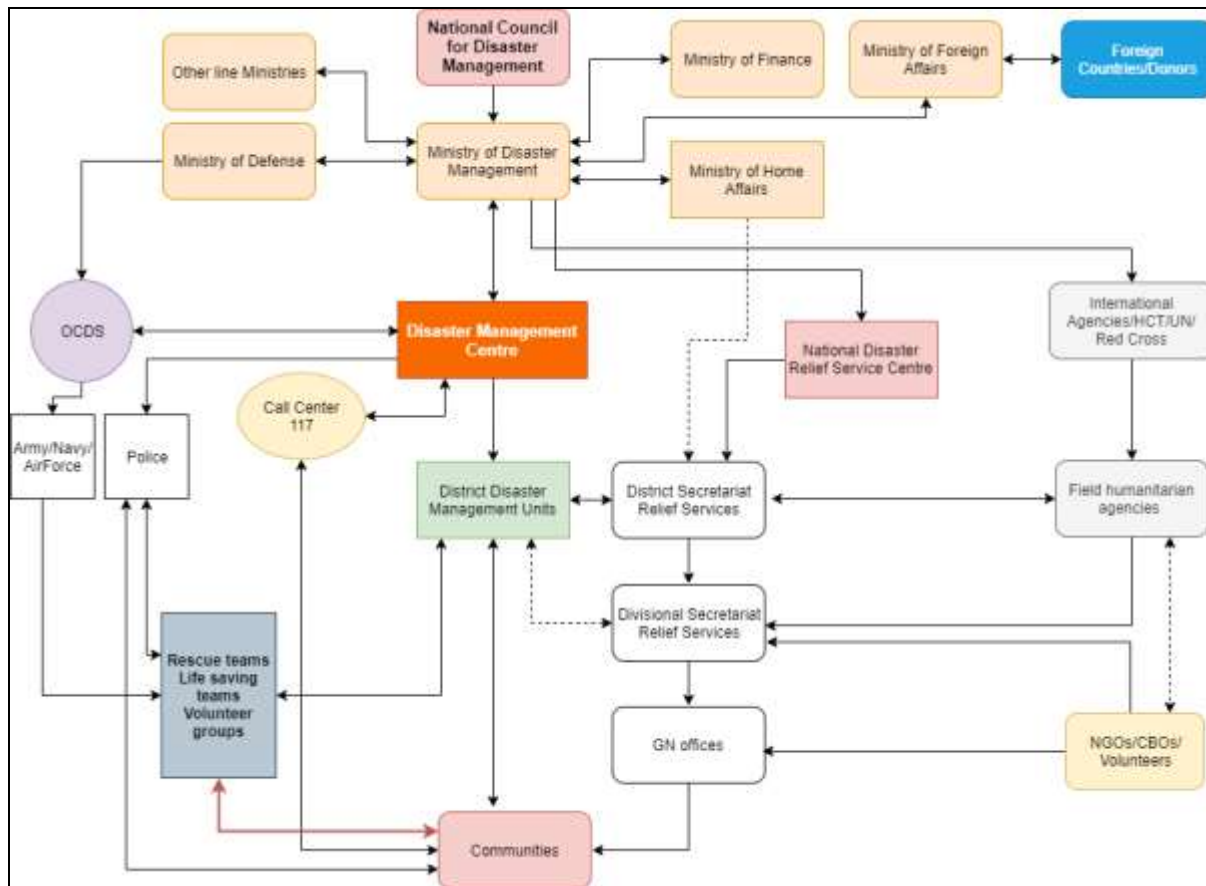 National Council
for Disaster
Management
Other line Ministries
Ministry of Finance
Ministry of Foreign
Affairs
Foreign
Countries/Donors
Ministry of Defense
Ministry of Disaster
Management
Ministry of Home
Affairs
OCDS
Disaster Management
Centre
National Disaster
Relief Service Centre
International
Agencies/HCT/UN/
Red Cross
Call Center
117
Army/Navy/
AirForce
Police
District Disaster
Management Units
District Secretariat
Relief Services
Field humanitarian
agencies
Divisional Secretariat
Relief Services
Rescue teams
Life saving
teams
Volunteer
groups
GN offices
NGOs/CBOs/
Volunteers
Communities